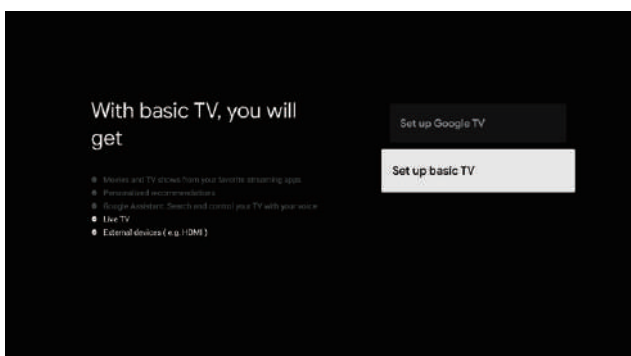 With basic TV, you will
get
Movies and TV shows from your favorite streaming apps
Personalized recommendations
Google Assistant: Search and control your TV with your voice
Live TV
External devices ( e.g. HDMI )
Set up Google TV
Set up basic TV